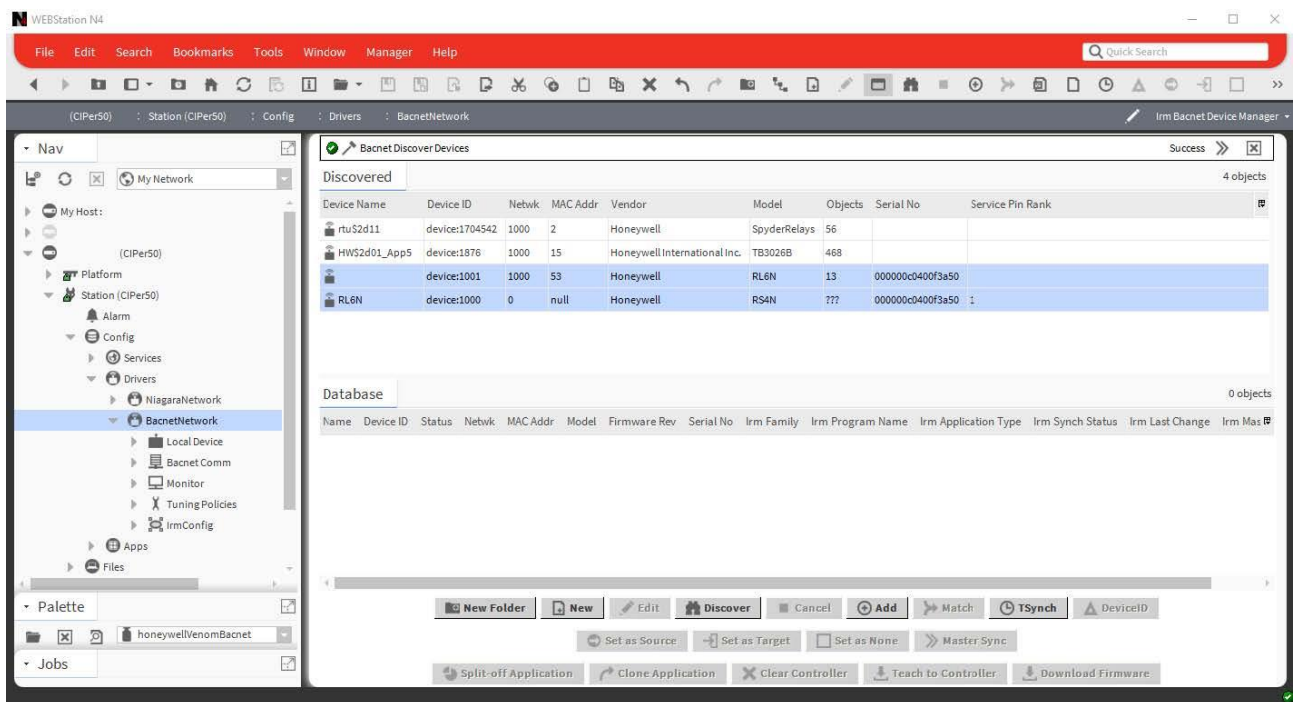 WEBStation N4
File Edit Search Bookmarks Tools Window Manager Help Quick Search
(CIPer50) : Station (CIPer50) : Config : Drivers : BacnetNetwork Irm Bacnet Device Manager
Nav
My Network
My Host:
(CIPer50)
Platform
Station (CIPer50)
Alarm
Config
Services
Drivers
NiagaraNetwork
BacnetNetwork
Local Device
Bacnet Comm
Monitor
Tuning Policies
IrmConfig
Apps
Files
Palette
honeywellVenomBacnet
Jobs
Bacnet Discover Devices Success
Discovered 4 objects
Device Name Device ID Netwk MAC Addr Vendor Model Objects Serial No Service Pin Rank
rtu$2d11 device:1704542 1000 2 Honeywell SpyderRelays 56
HW$2d01_App5 device:1876 1000 15 Honeywell International Inc. TB3026B 468
device:1001 1000 53 Honeywell RL6N 13 000000c0400f3a50
RL6N device:1000 0 null Honeywell RS4N ??? 000000c0400f3a50 1
Database 0 objects
Name Device ID Status Netwk MAC Addr Model Firmware Rev Serial No Irm Family Irm Program Name Irm Application Type Irm Synch Status Irm Last Change Irm Mas
New Folder New Edit Discover Cancel Add Match TSynch DeviceID
Set as Source Set as Target Set as None Master Sync
Split-off Application Clone Application Clear Controller Teach to Controller Download Firmware